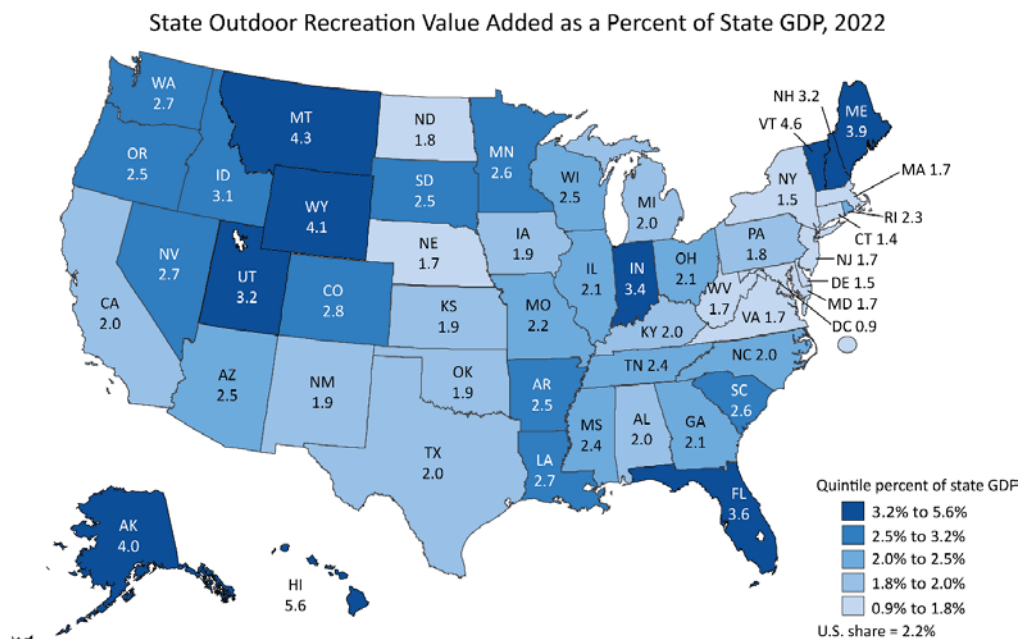 State Outdoor Recreation Value Added as a Percent of State GDP, 2022
WA
2.7
MT
4.3
ND
1.8
MN
2.6
NH 3.2
VT 4.6
ME
3.9
OR
2.5
ID
3.1
SD
2.5
WI
2.5
MI
2.0
NY
1.5
MA 1.7
RI 2.3
CT 1.4
WY
4.1
NE
1.7
IA
1.9
PA
1.8
NJ 1.7
DE 1.5
MD 1.7
DC 0.9
NV
2.7
UT
3.2
CO
2.8
IL
2.1
IN
3.4
OH
2.1
WV
1.7
VA 1.7
CA
2.0
KS
1.9
MO
2.2
KY 2.0
AZ
2.5
NM
1.9
OK
1.9
AR
2.5
TN 2.4
NC 2.0
SC
2.6
TX
2.0
LA
2.7
MS
2.4
AL
2.0
GA
2.1
FL
3.6
AK
4.0
HI
5.6
Quintile percent of state GDP
3.2% to 5.6%
2.5% to 3.2%
2.0% to 2.5%
1.8% to 2.0%
0.9% to 1.8%
U.S. share = 2.2%